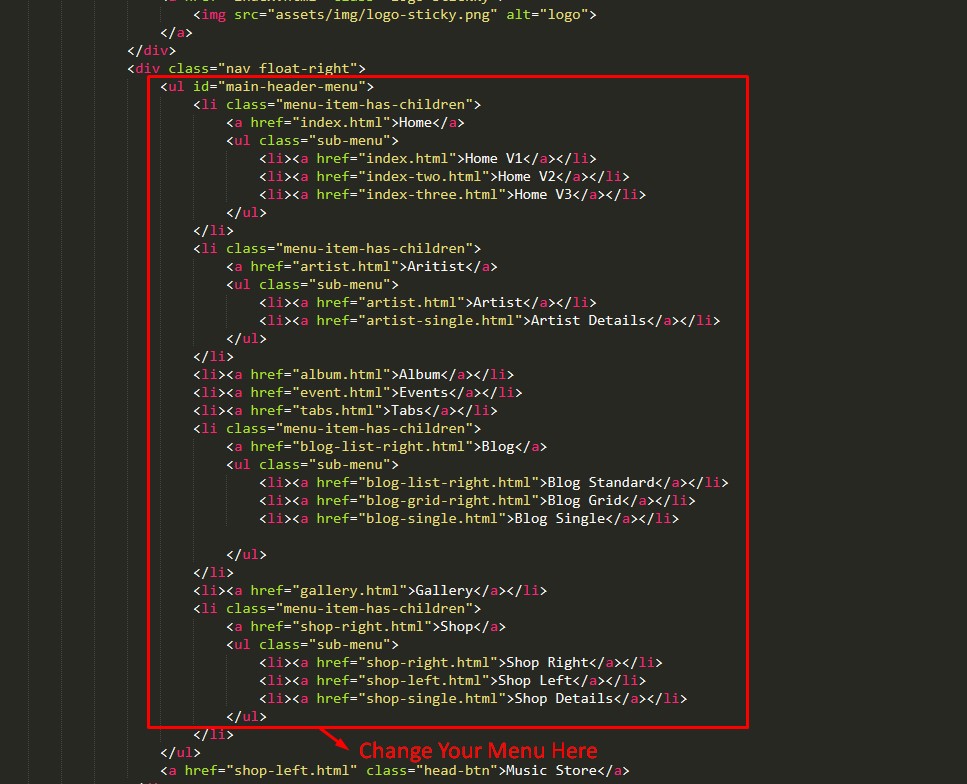 <img src="assets/img/logo-sticky.png" alt="logo">
</a>
</div>
<div class="nav float-right">
<ul id="main-header-menu">
<li class="menu-item-has-children">
<a href="index.html">Home</a>
<ul class="sub-menu">
<li><a href="index.html">Home V1</a></li>
<li><a href="index-two.html">Home V2</a></li>
<li><a href="index-three.html">Home V3</a></li>
</ul>
</li>
<li class="menu-item-has-children">
<a href="artist.html">Aritist</a>
<ul class="sub-menu">
<li><a href="artist.html">Artist</a></li>
<li><a href="artist-single.html">Artist Details</a></li>
</ul>
</li>
<li><a href="album.html">Album</a></li>
<li><a href="event.html">Events</a></li>
<li><a href="tabs.html">Tabs</a></li>
<li class="menu-item-has-children">
<a href="blog-list-right.html">Blog</a>
<ul class="sub-menu">
<li><a href="blog-list-right.html">Blog Standard</a></li>
<li><a href="blog-grid-right.html">Blog Grid</a></li>
<li><a href="blog-single.html">Blog Single</a></li>
</ul>
</li>
<li><a href="gallery.html">Gallery</a></li>
<li class="menu-item-has-children">
<a href="shop-right.html">Shop</a>
<ul class="sub-menu">
<li><a href="shop-right.html">Shop Right</a></li>
<li><a href="shop-left.html">Shop Left</a></li>
<li><a href="shop-single.html">Shop Details</a></li>
</ul>
</li>
Change Your Menu Here
</ul>
<a href="shop-left.html" class="head-btn">Music Store</a>